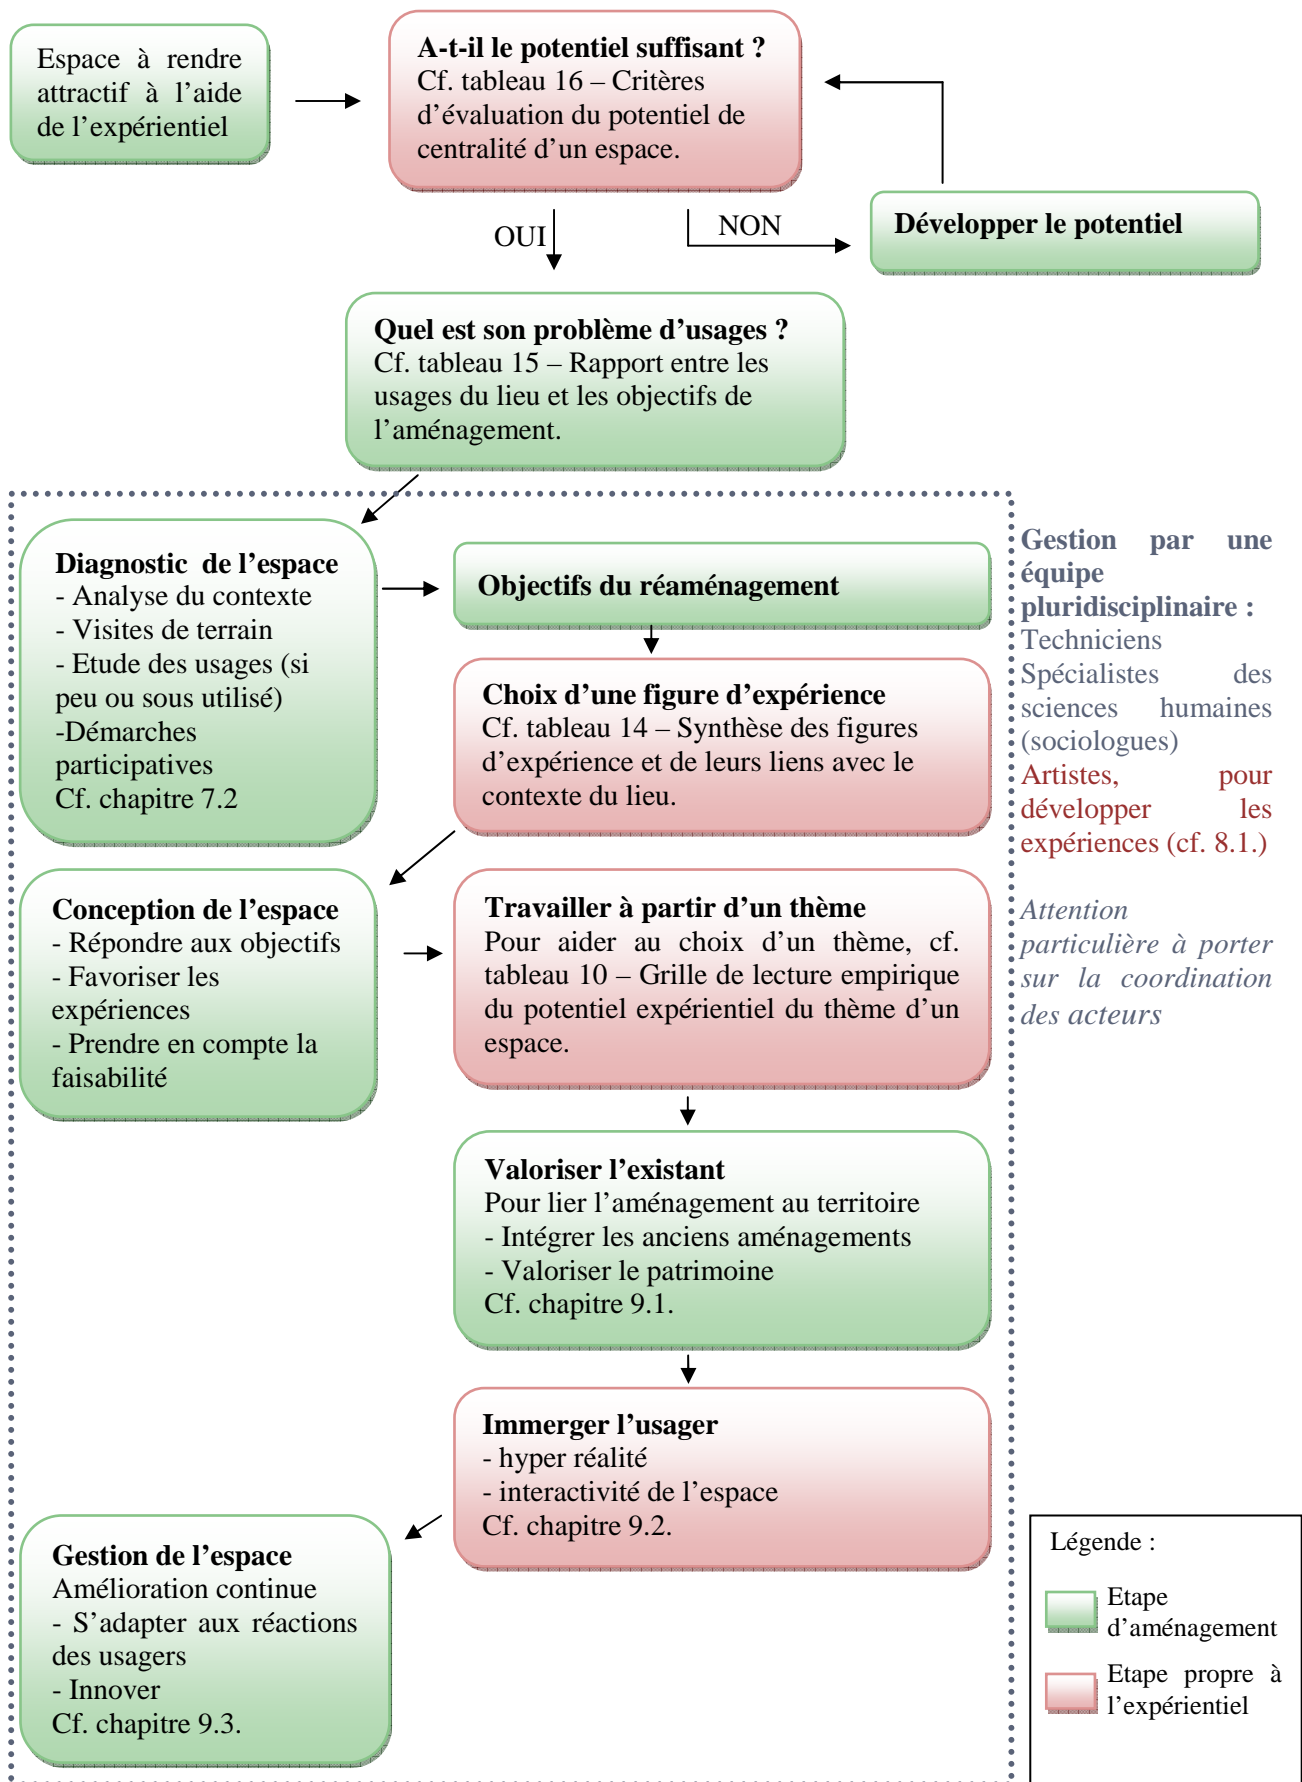 Espace à rendre
attractif à l'aide
de l'expérientiel
A-t-il le potentiel suffisant ?
Cf. tableau 16 – Critères
d'évaluation du potentiel de
centralité d'un espace.
OUI
NON
Développer le potentiel
Quel est son problème d'usages ?
Cf. tableau 15 – Rapport entre les
usages du lieu et les objectifs de
l'aménagement.
Diagnostic de l'espace
- Analyse du contexte
- Visites de terrain
- Etude des usages (si
peu ou sous utilisé)
-Démarches
participatives
Cf. chapitre 7.2
Objectifs du réaménagement
Choix d'une figure d'expérience
Cf. tableau 14 – Synthèse des figures
d'expérience et de leurs liens avec le
contexte du lieu.
Conception de l'espace
- Répondre aux objectifs
- Favoriser les
expériences
- Prendre en compte la
faisabilité
Travailler à partir d'un thème
Pour aider au choix d'un thème, cf.
tableau 10 – Grille de lecture empirique
du potentiel expérientiel du thème d'un
espace.
Valoriser l'existant
Pour lier l'aménagement au territoire
- Intégrer les anciens aménagements
- Valoriser le patrimoine
Cf. chapitre 9.1.
Immerger l'usager
- hyper réalité
- interactivité de l'espace
Cf. chapitre 9.2.
Gestion de l'espace
Amélioration continue
- S'adapter aux réactions
des usagers
- Innover
Cf. chapitre 9.3.
Gestion par une
équipe
pluridisciplinaire :
Techniciens
Spécialistes des
sciences humaines
(sociologues)
Artistes, pour
développer les
expériences (cf. 8.1.)
Attention
particulière à porter
sur la coordination
des acteurs
Légende :
Etape
d'aménagement
Etape propre à
l'expérientiel